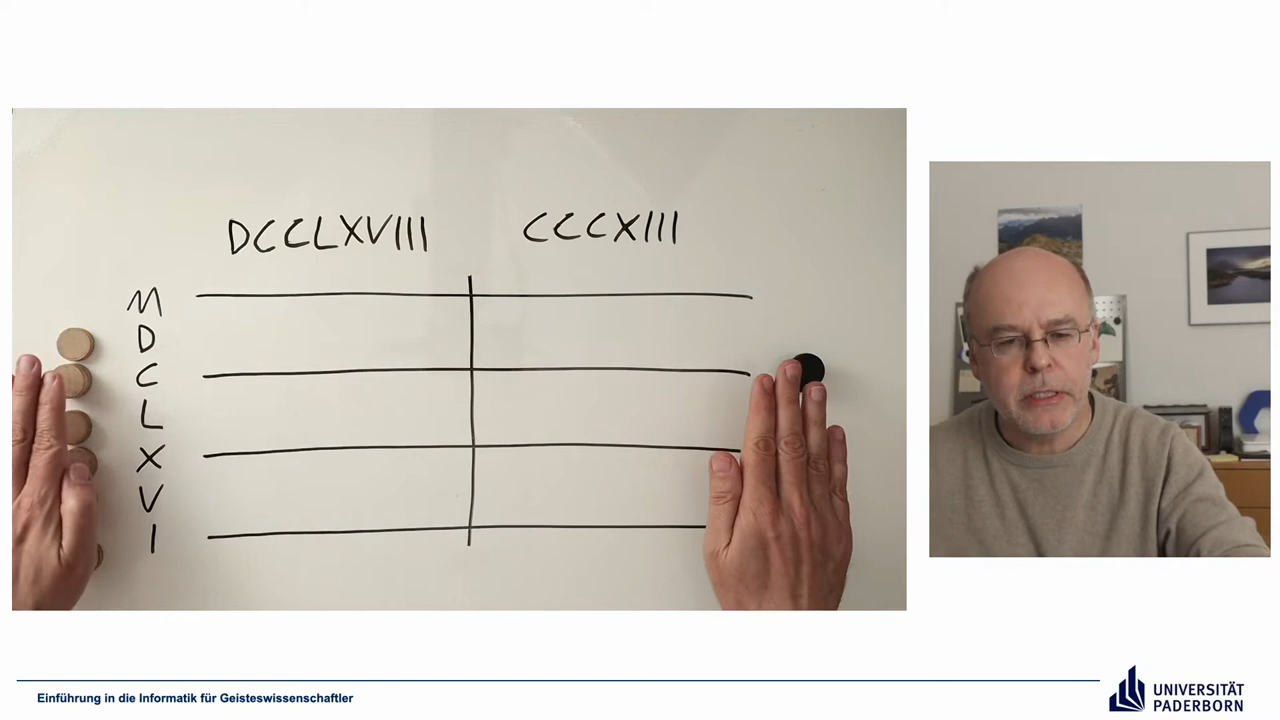 DCCLXVIII CCCXIII
M
D
C
L
X
V
I
Einführung in die Informatik für Geisteswissenschaftler
UNIVERSITÄT
PADERBORN